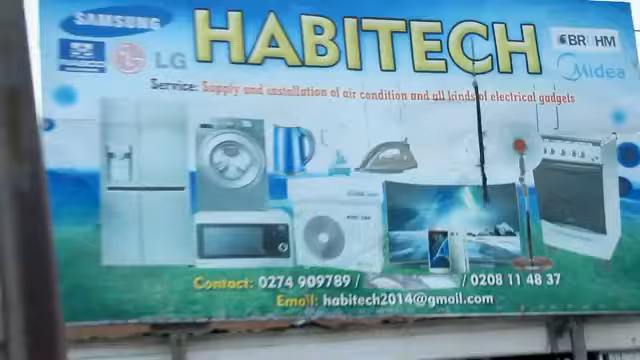 SAMSUNG
HABITECH
BRUHM
NASCO
LG
Midea
Service: Supply and installation of air condition and all kinds of electrical gadgets
Contact: 0274 909789 / / 0208 11 48 37
Email: habitech2014@gmail.com